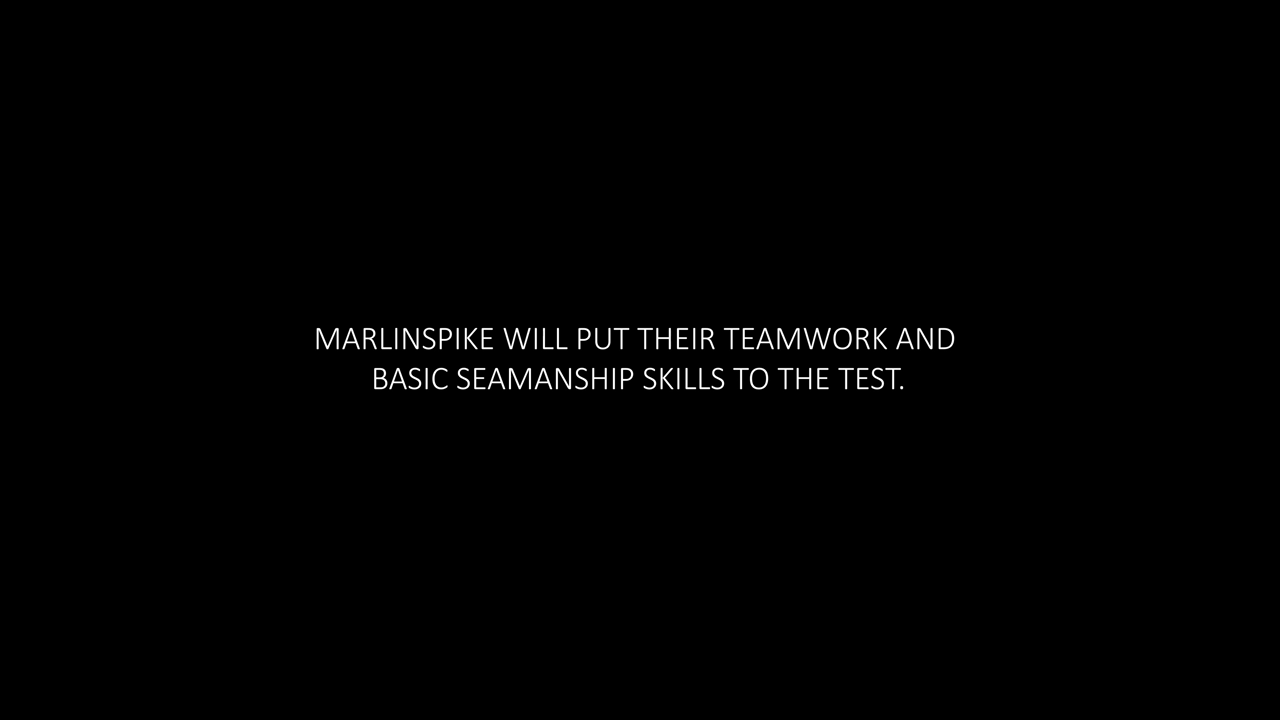 MARLINSPIKE WILL PUT THEIR TEAMWORK AND
BASIC SEAMANSHIP SKILLS TO THE TEST.